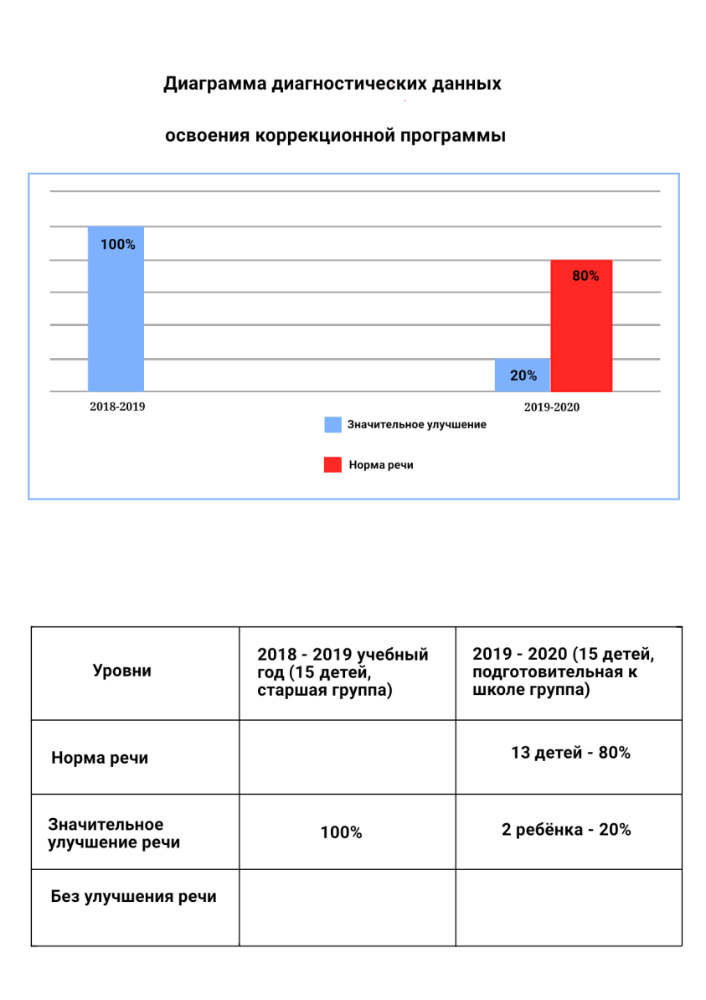 Диаграмма диагностических данных
освоения коррекционной программы
100%
80%
20%
2018-2019
2019-2020
Значительное улучшение
Норма речи
Уровни
2018 - 2019 учебный
год (15 детей,
старшая группа)
2019 - 2020 (15 детей,
подготовительная к
школе группа)
Норма речи
13 детей - 80%
Значительное
улучшение речи
100%
2 ребёнка - 20%
Без улучшения речи